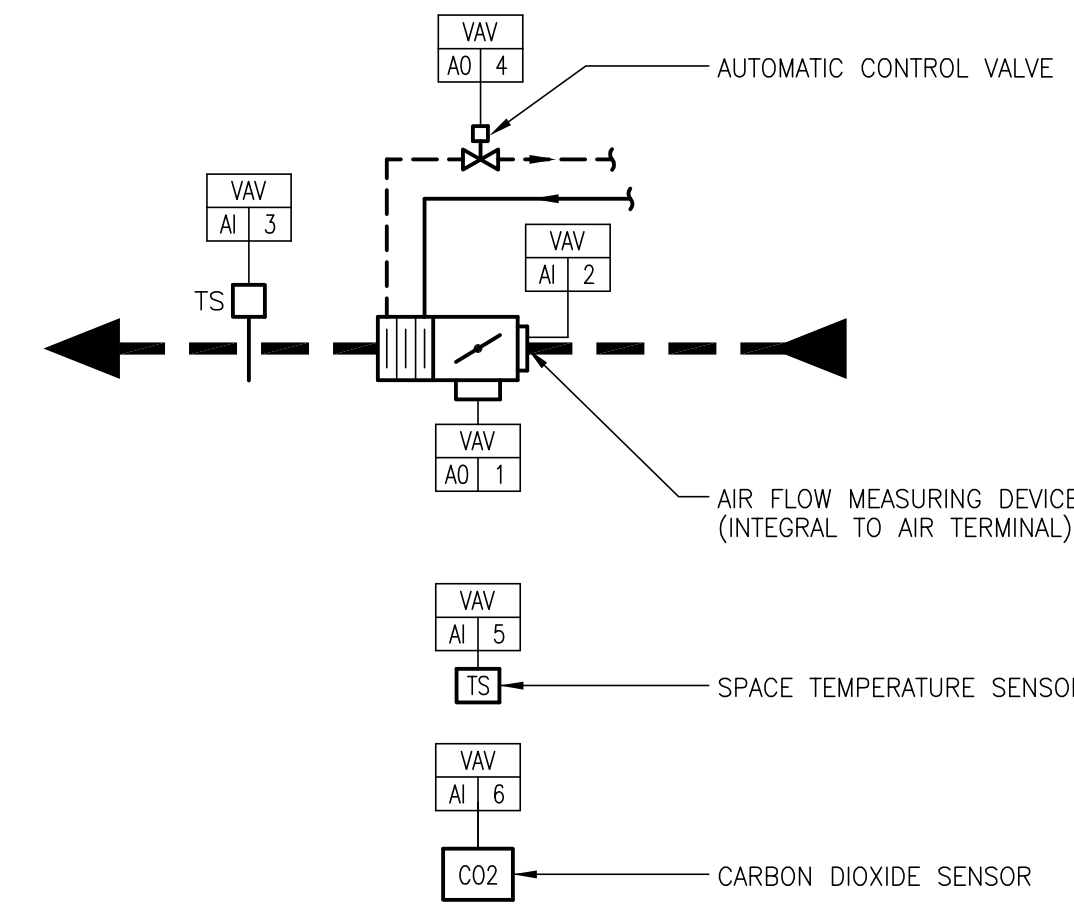 VAV
AO 4
AUTOMATIC CONTROL VALVE
VAV
AI 3
VAV
AI 2
TS
VAV
AO 1
AIR FLOW MEASURING DEVICE
(INTEGRAL TO AIR TERMINAL)
VAV
AI 5
TS
SPACE TEMPERATURE SENSOR
VAV
AI 6
CO2
CARBON DIOXIDE SENSOR